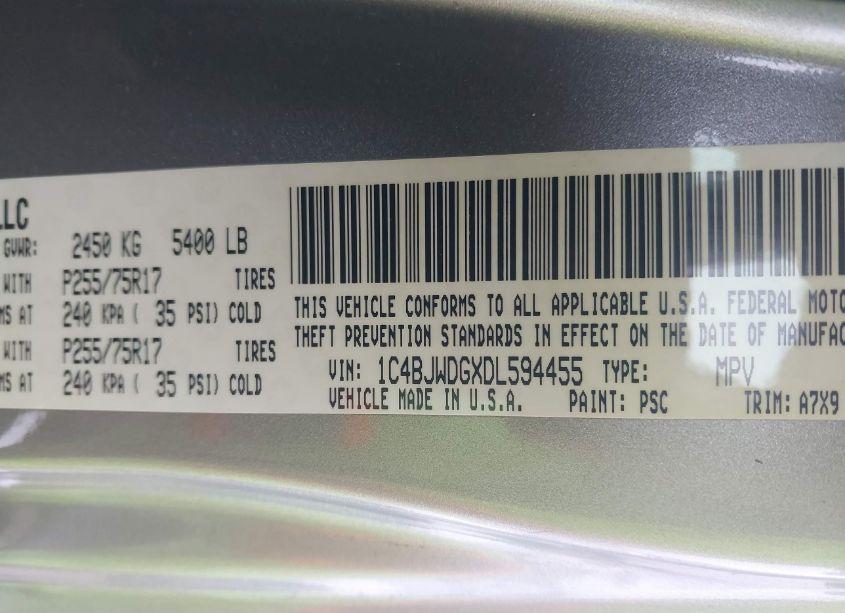 LLC
GVWR: 2450 KG 5400 LB
WITH P255/75R17 TIRES
MS AT 240 KPA ( 35 PSI) COLD
WITH P255/75R17 TIRES
MS AT 240 KPA ( 35 PSI) COLD
THIS VEHICLE CONFORMS TO ALL APPLICABLE U.S.A. FEDERAL MOTO
THEFT PREVENTION STANDARDS IN EFFECT ON THE DATE OF MANUFAC
VIN: 1C4BJWDGXDL594455 TYPE: MPV
VEHICLE MADE IN U.S.A. PAINT: PSC TRIM: A7X9